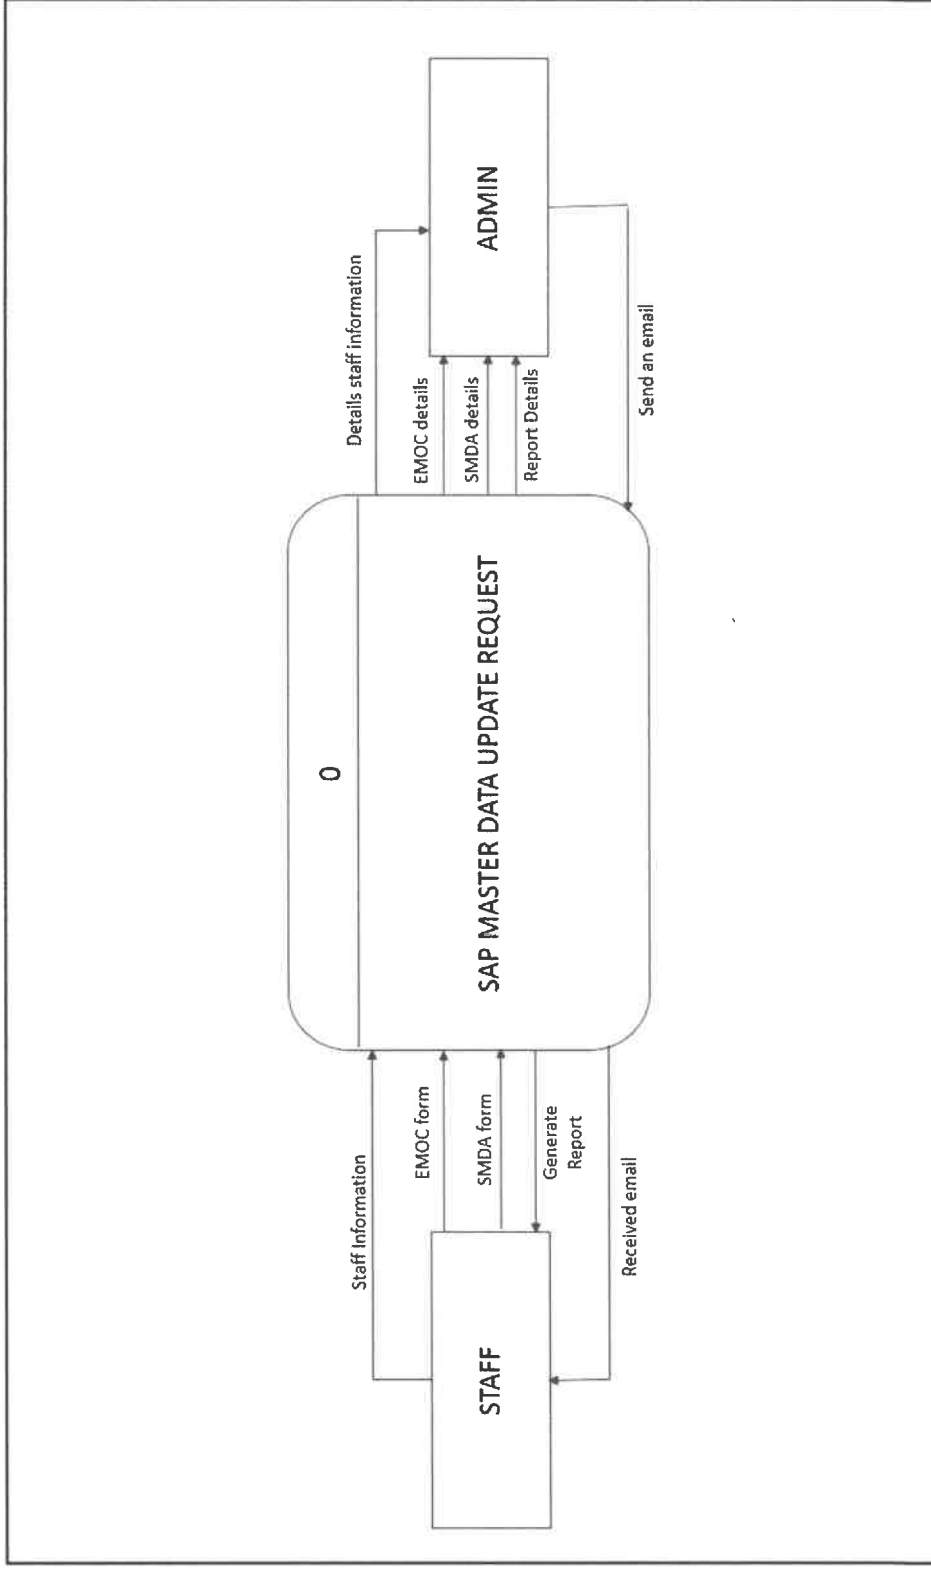 0
SAP MASTER DATA UPDATE REQUEST
STAFF
ADMIN
Staff Information
EMOC form
SMDA form
Generate
Report
Received email
Details staff information
EMOC details
SMDA details
Report Details
Send an email